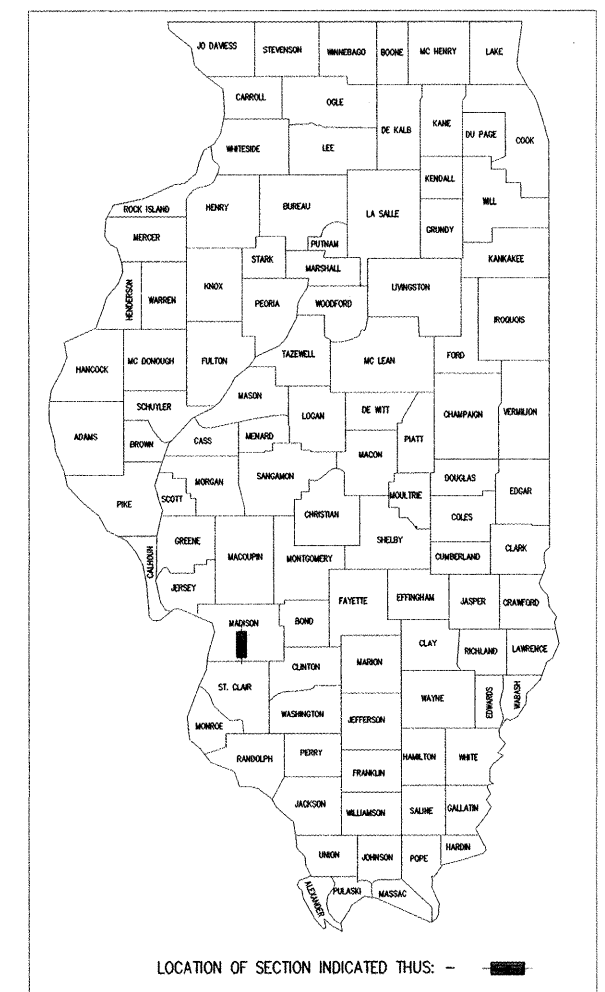 JO DAVIESS STEVENSON WINNEBAGO BOONE MC HENRY LAKE
CARROLL OGLE DE KALB KANE DU PAGE COOK
WHITESIDE LEE
KENDALL
ROCK ISLAND HENRY BUREAU LA SALLE WILL
MERCER PUTNAM GRUNDY
STARK MARSHALL KANKAKEE
HENDERSON WARREN KNOX PEORIA WOODFORD LIVINGSTON
IROQUOIS
HANCOCK MC DONOUGH FULTON TAZEWELL MC LEAN FORD
MASON
SCHUYLER LOGAN DE WITT CHAMPAIGN VERMILION
ADAMS BROWN CASS MENARD MACON PIATT
PIKE SCOTT MORGAN SANGAMON MOULTRIE DOUGLAS EDGAR
CHRISTIAN COLES
GREENE MACOUPIN MONTGOMERY SHELBY CUMBERLAND CLARK
CALHOUN JERSEY
FAYETTE EFFINGHAM JASPER CRAWFORD
MADISON BOND
CLAY RICHLAND LAWRENCE
CLINTON MARION
ST. CLAIR WAYNE EDWARDS WABASH
WASHINGTON JEFFERSON
MONROE
RANDOLPH PERRY HAMILTON WHITE
FRANKLIN
JACKSON WILLIAMSON SALINE GALLATIN
UNION JOHNSON POPE HARDIN
ALEXANDER PULASKI MASSAC
LOCATION OF SECTION INDICATED THUS: -